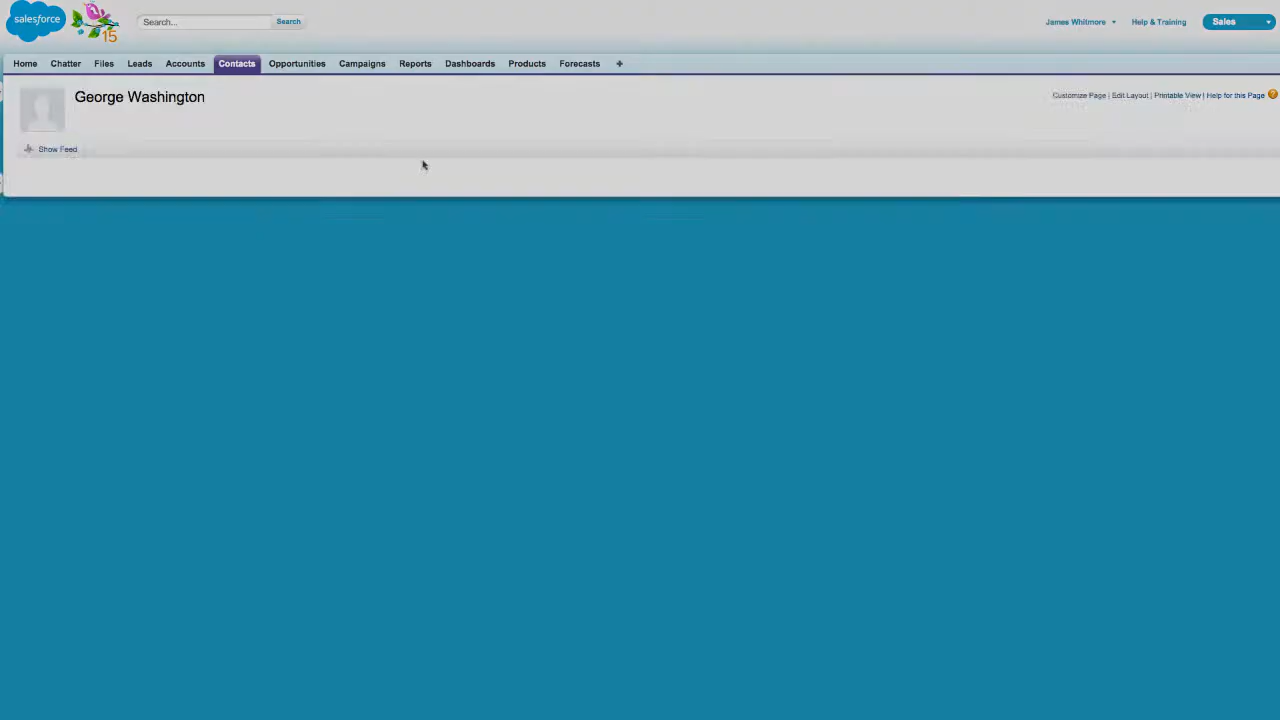 salesforce
15
Search...
Search
James Whitmore
Help & Training
Sales
Home Chatter Files Leads Accounts Contacts Opportunities Campaigns Reports Dashboards Products Forecasts +
George Washington
Customize Page | Edit Layout | Printable View | Help for this Page ?
Show Feed